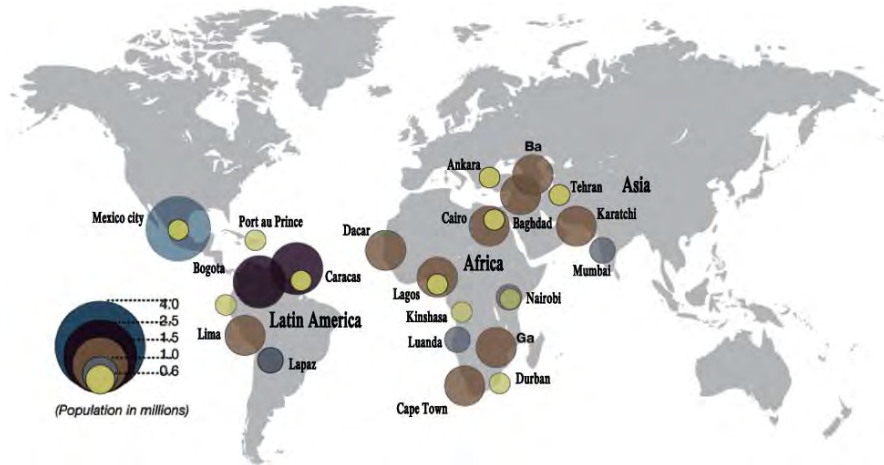 Ba
Ankara
Asia
Tehran
Mexico city
Port au Prince
Cairo
Baghdad
Karatchi
Dacar
Bogota
Caracas
Africa
Mumbai
Lagos
Nairobi
Kinshasa
4.0
2.5
Latin America
Lima
1.5
Luanda
Ga
1.0
Lapaz
0.6
Durban
Cape Town
(Population in millions)